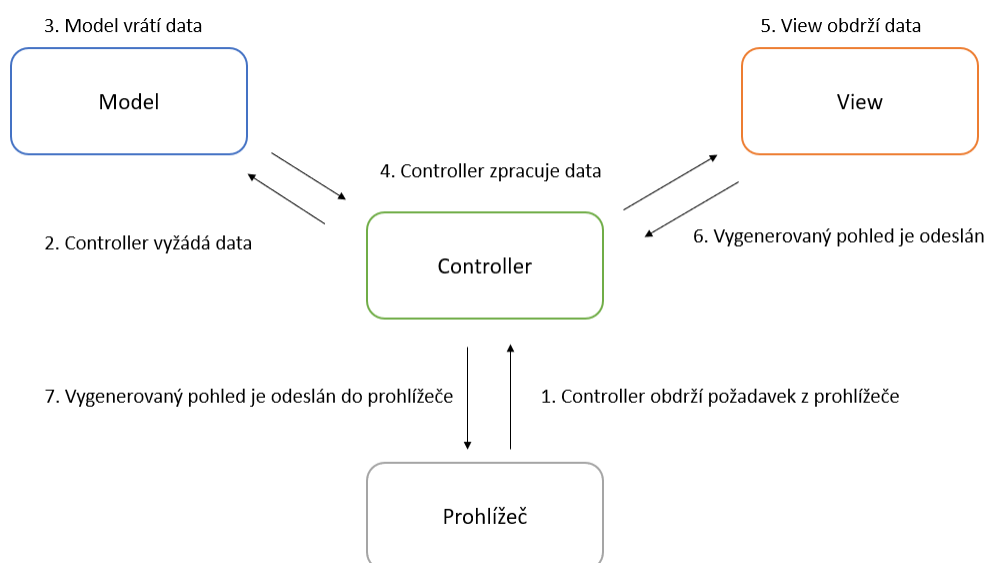 3. Model vrátí data
5. View obdrží data
Model
View
4. Controller zpracuje data
2. Controller vyžádá data
6. Vygenerovaný pohled je odeslán
Controller
7. Vygenerovaný pohled je odeslán do prohlížeče
1. Controller obdrží požadavek z prohlížeče
Prohlížeč